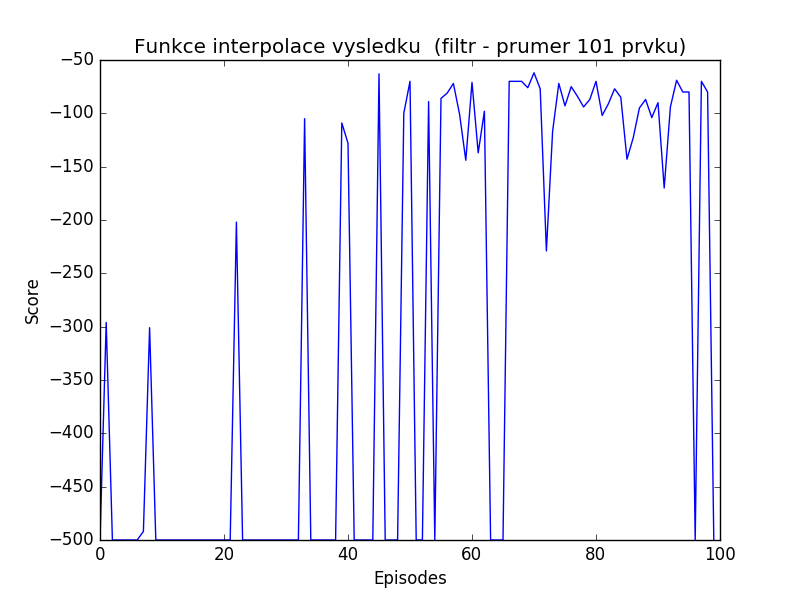 Funkce interpolace vysledku  (filtr - prumer 101 prvku)
−50
−100
−150
−200
−250
−300
−350
−400
−450
−500
Score
0 20 40 60 80 100
Episodes